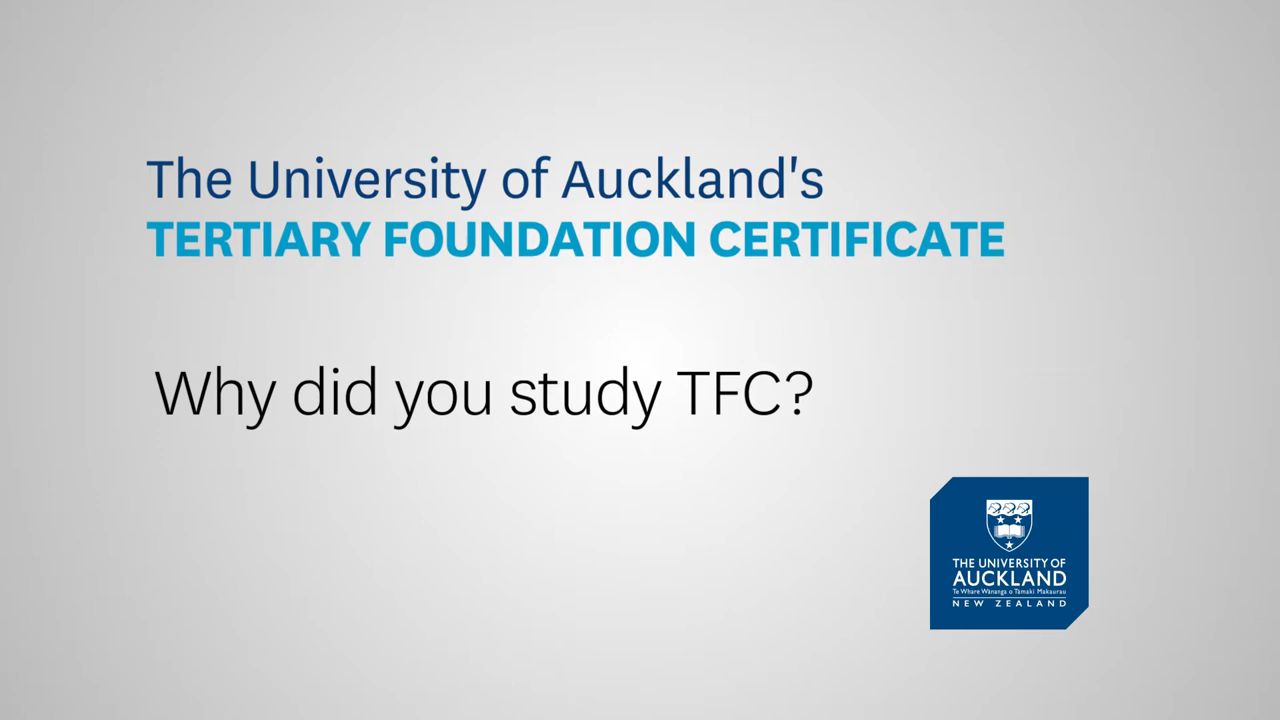 The University of Auckland's
TERTIARY FOUNDATION CERTIFICATE
Why did you study TFC?
THE UNIVERSITY OF
AUCKLAND
Te Whare Wānanga o Tāmaki Makaurau
NEW ZEALAND